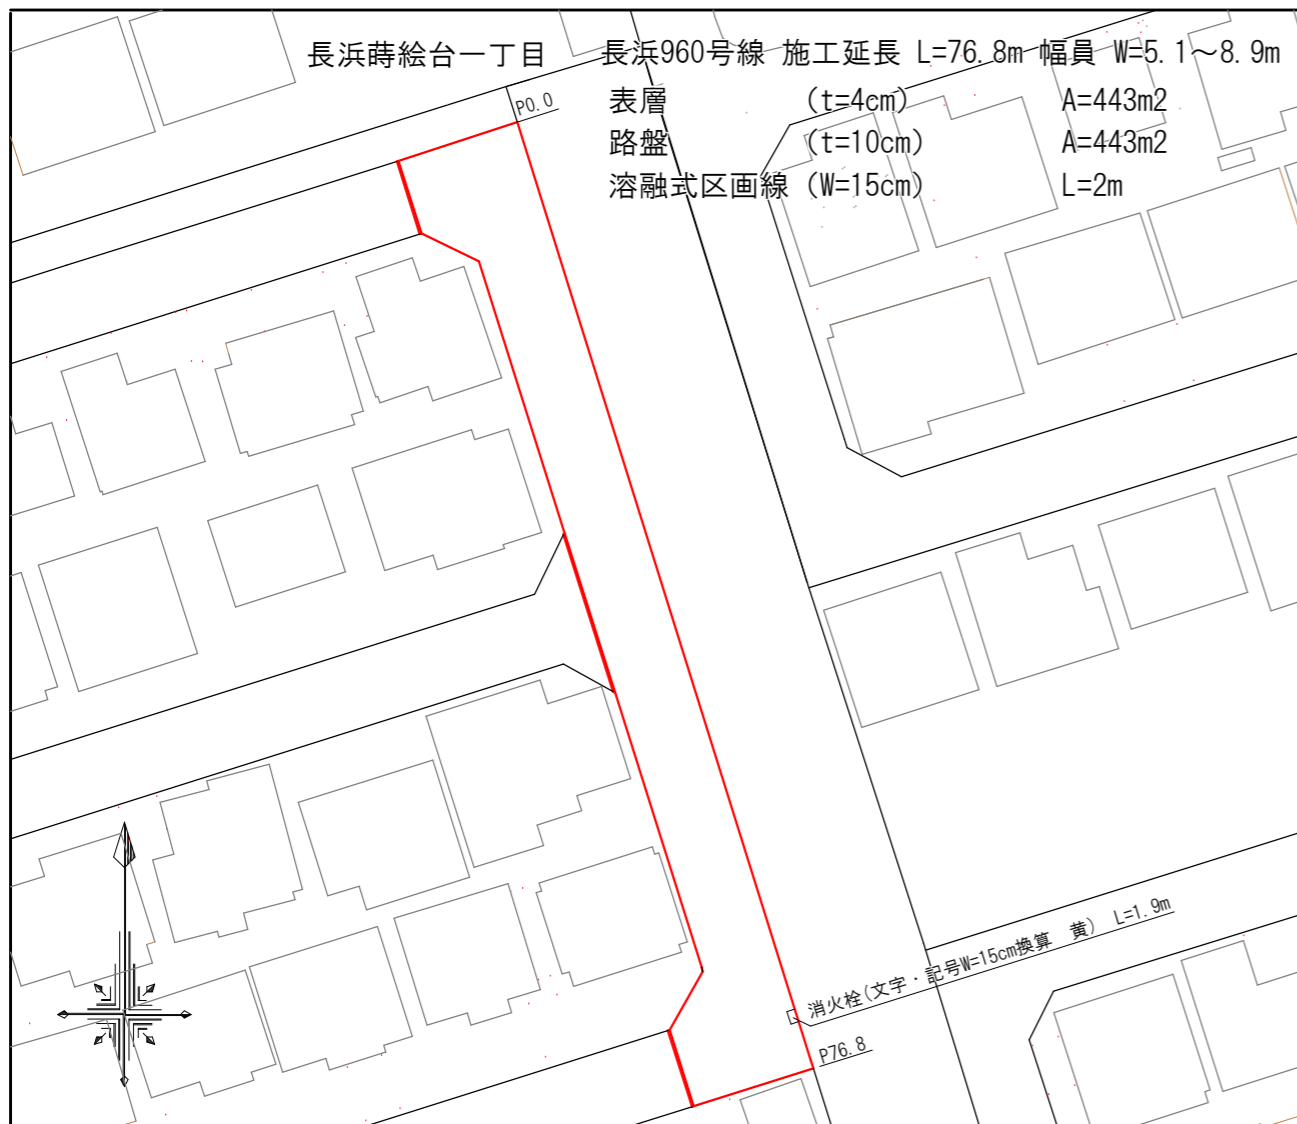 長浜蒔絵台一丁目 長浜960号線 施工延長 L=76.8m 幅員 W=5.1～8.9m
表層 (t=4cm) A=443m2
路盤 (t=10cm) A=443m2
溶融式区画線 (W=15cm) L=2m
P0.0
消火栓(文字・記号W=15cm換算 黄) L=1.9m
P76.8